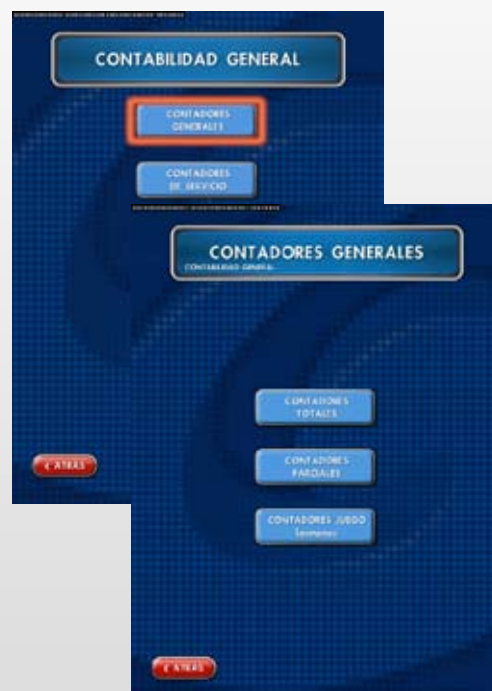 CONTABILIDAD GENERAL
CONTADORES
GENERALES
CONTADORES
DE SERVICIO
< ATRAS
CONTADORES GENERALES
CONTABILIDAD GENERAL
CONTADORES
TOTALES
CONTADORES
PARCIALES
CONTADORES JUEGO
< ATRAS